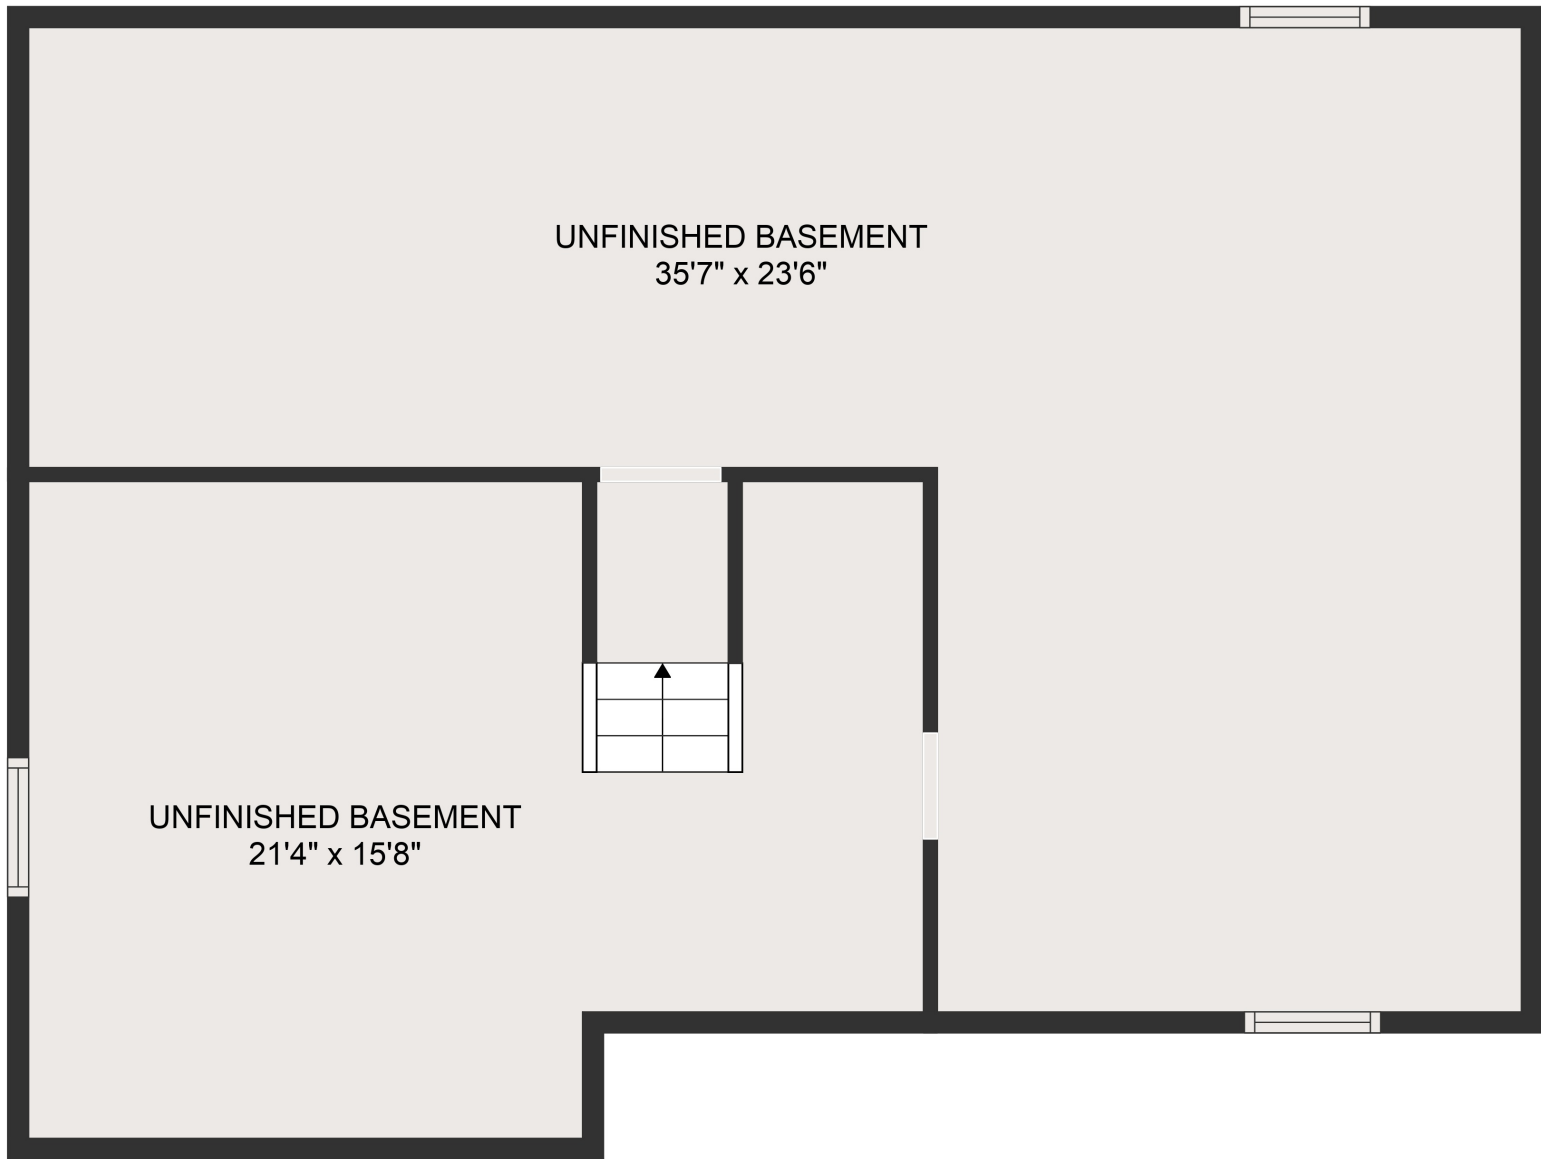 UNFINISHED BASEMENT
35'7" x 23'6"
UNFINISHED BASEMENT
21'4" x 15'8"